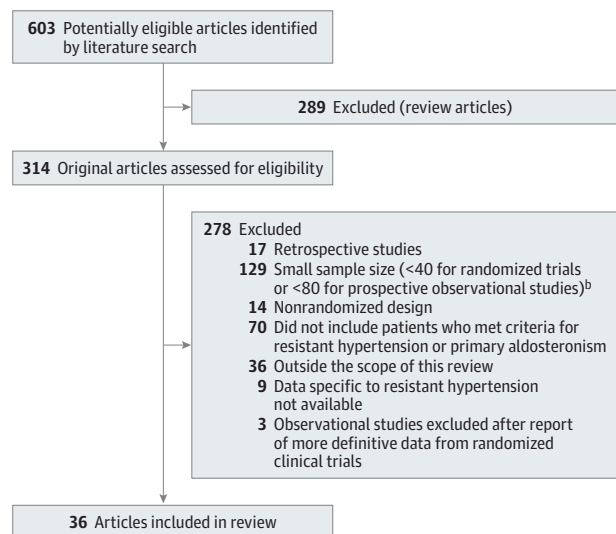 603 Potentially eligible articles identified
by literature search
289 Excluded (review articles)
314 Original articles assessed for eligibility
278 Excluded
17 Retrospective studies
129 Small sample size (<40 for randomized trials
or <80 for prospective observational studies)b
14 Nonrandomized design
70 Did not include patients who met criteria for
resistant hypertension or primary aldosteronism
36 Outside the scope of this review
9 Data specific to resistant hypertension
not available
3 Observational studies excluded after report
of more definitive data from randomized
clinical trials
36 Articles included in review